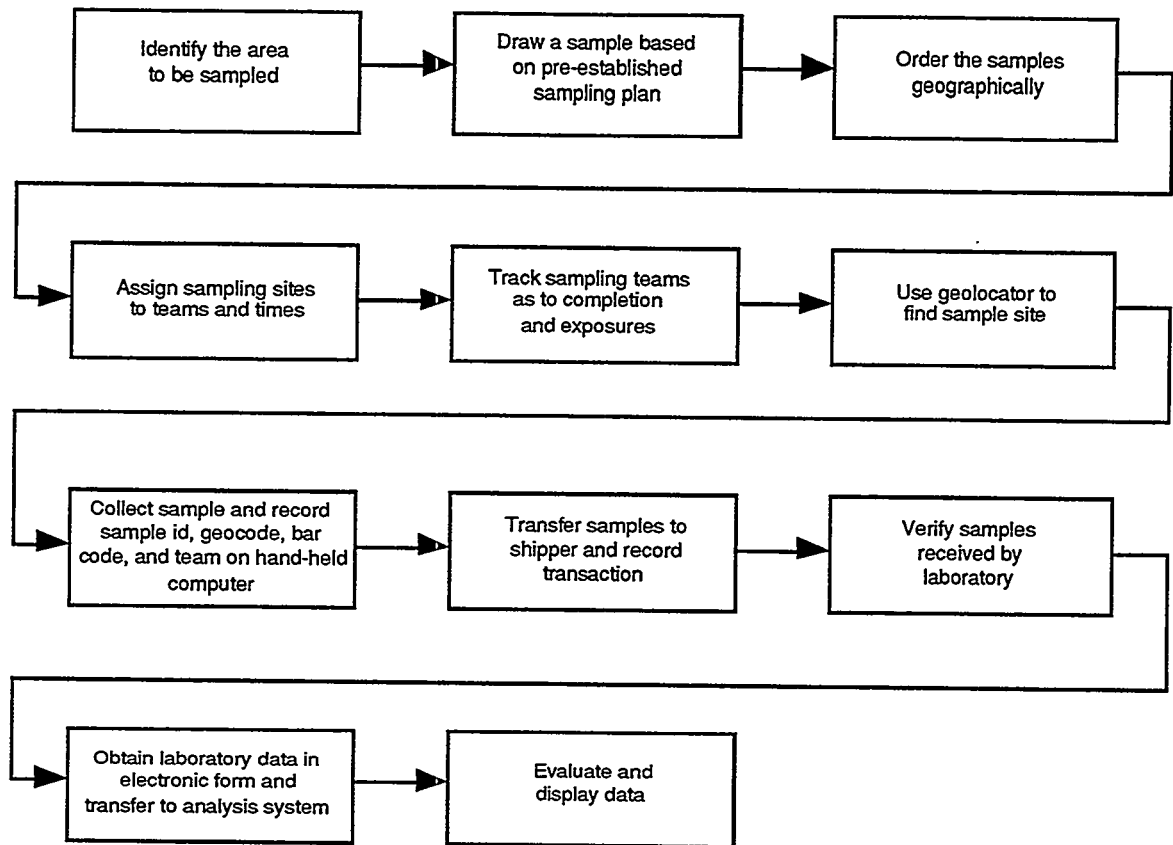 Identify the area
to be sampled
Draw a sample based
on pre-established
sampling plan
Order the samples
geographically
Assign sampling sites
to teams and times
Track sampling teams
as to completion
and exposures
Use geolocator to
find sample site
Collect sample and record
sample id, geocode, bar
code, and team on hand-held
computer
Transfer samples to
shipper and record
transaction
Verify samples
received by
laboratory
Obtain laboratory data in
electronic form and
transfer to analysis system
Evaluate and
display data